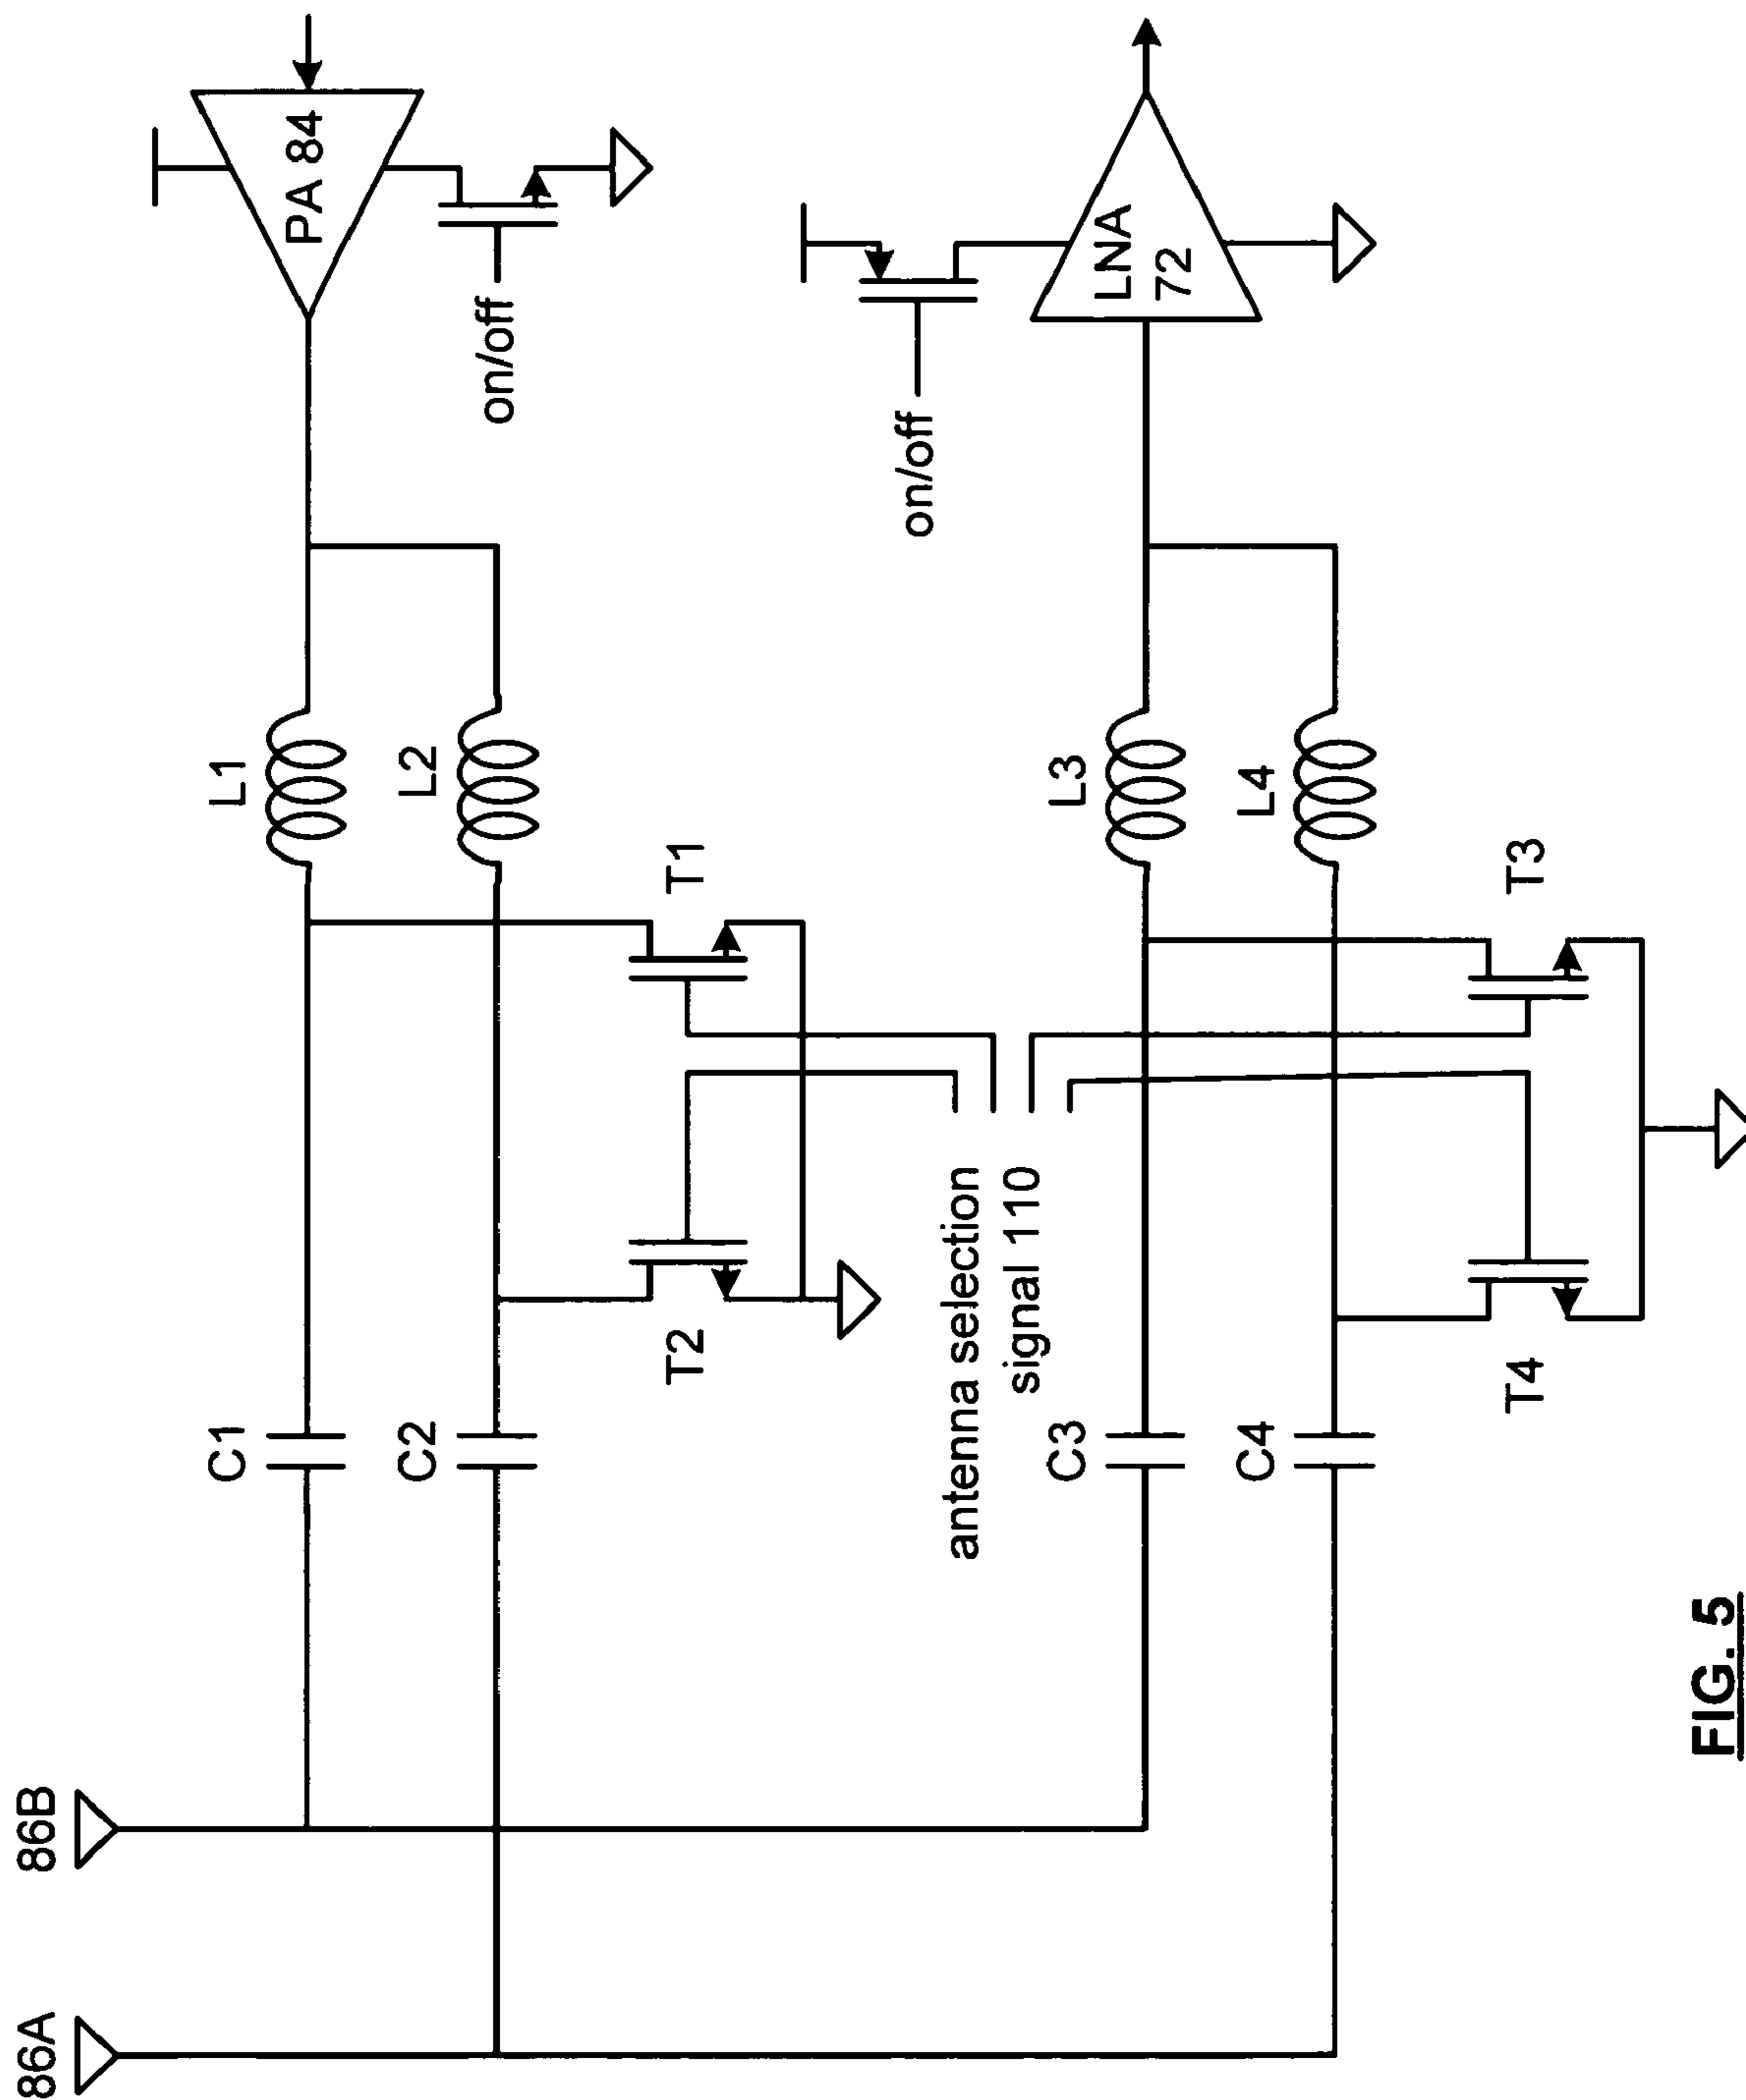 86A
86B
C1
L1
PA 84
C2
L2
on/off
T2
T1
antenna selection
signal 110
on/off
C3
L3
LNA
72
C4
L4
T4
T3
FIG. 5